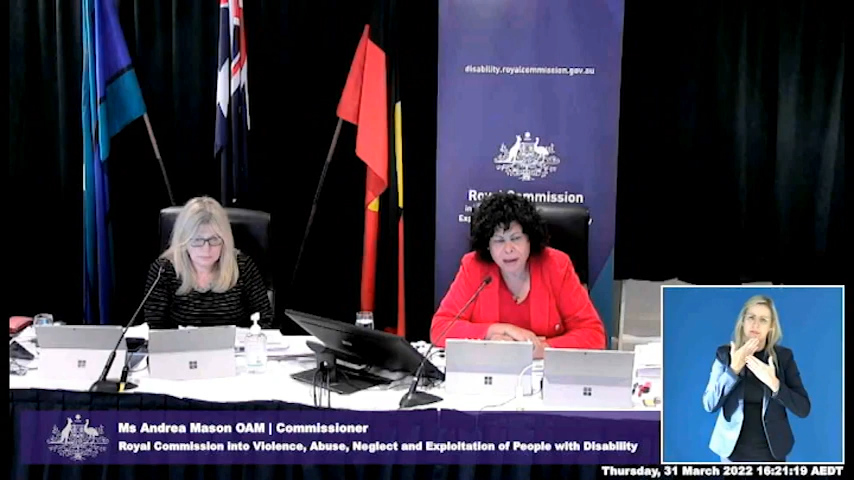 disability.royalcommission.gov.au
Royal Commission
Ms Andrea Mason OAM | Commissioner
Royal Commission into Violence, Abuse, Neglect and Exploitation of People with Disability
Thursday, 31 March 2022 16:21:19 AEDT